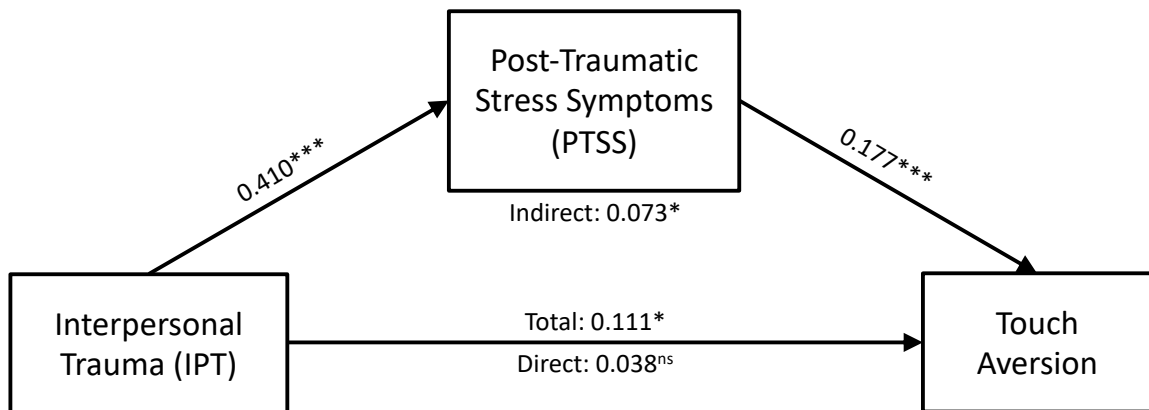 Post-Traumatic
Stress Symptoms
(PTSS)
0.410***
0.177***
Indirect: 0.073*
Interpersonal
Trauma (IPT)
Total: 0.111*
Direct: 0.038ⁿˢ
Touch
Aversion